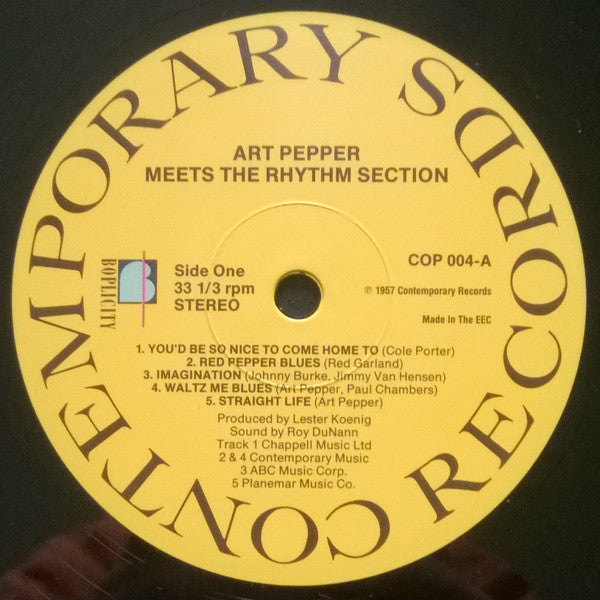 CONTEMPORARY RECORDS
ART PEPPER
MEETS THE RHYTHM SECTION
BOPLICITY
B
Side One
33 1/3 rpm
STEREO
COP 004-A
℗ 1957 Contemporary Records
Made In The EEC
1. YOU'D BE SO NICE TO COME HOME TO (Cole Porter)
2. RED PEPPER BLUES (Red Garland)
3. IMAGINATION (Johnny Burke, Jimmy Van Hensen)
4. WALTZ ME BLUES (Art Pepper, Paul Chambers)
5. STRAIGHT LIFE (Art Pepper)
Produced by Lester Koenig
Sound by Roy DuNann
Track 1 Chappell Music Ltd
2 & 4 Contemporary Music
3 ABC Music Corp.
5 Planemar Music Co.